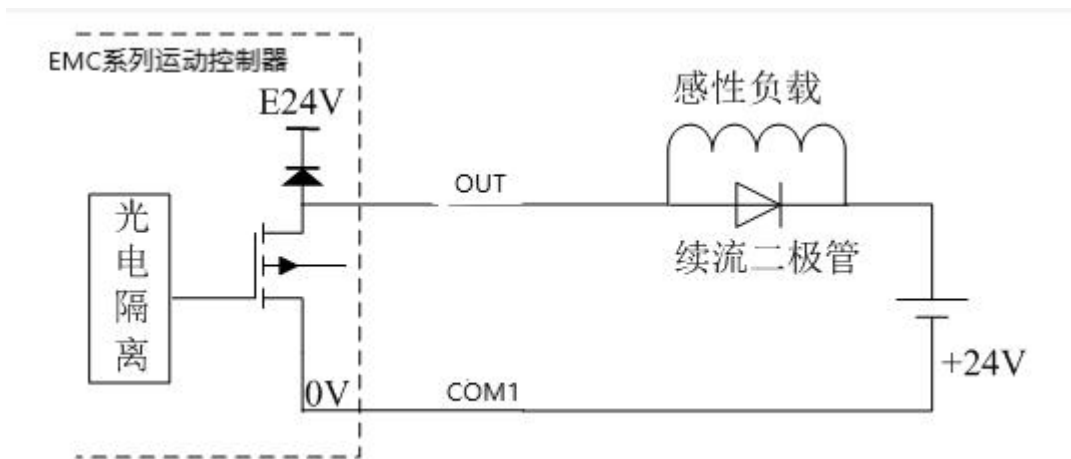 EMC系列运动控制器
E24V
感性负载
OUT
光电隔离
续流二极管
+24V
0V
COM1